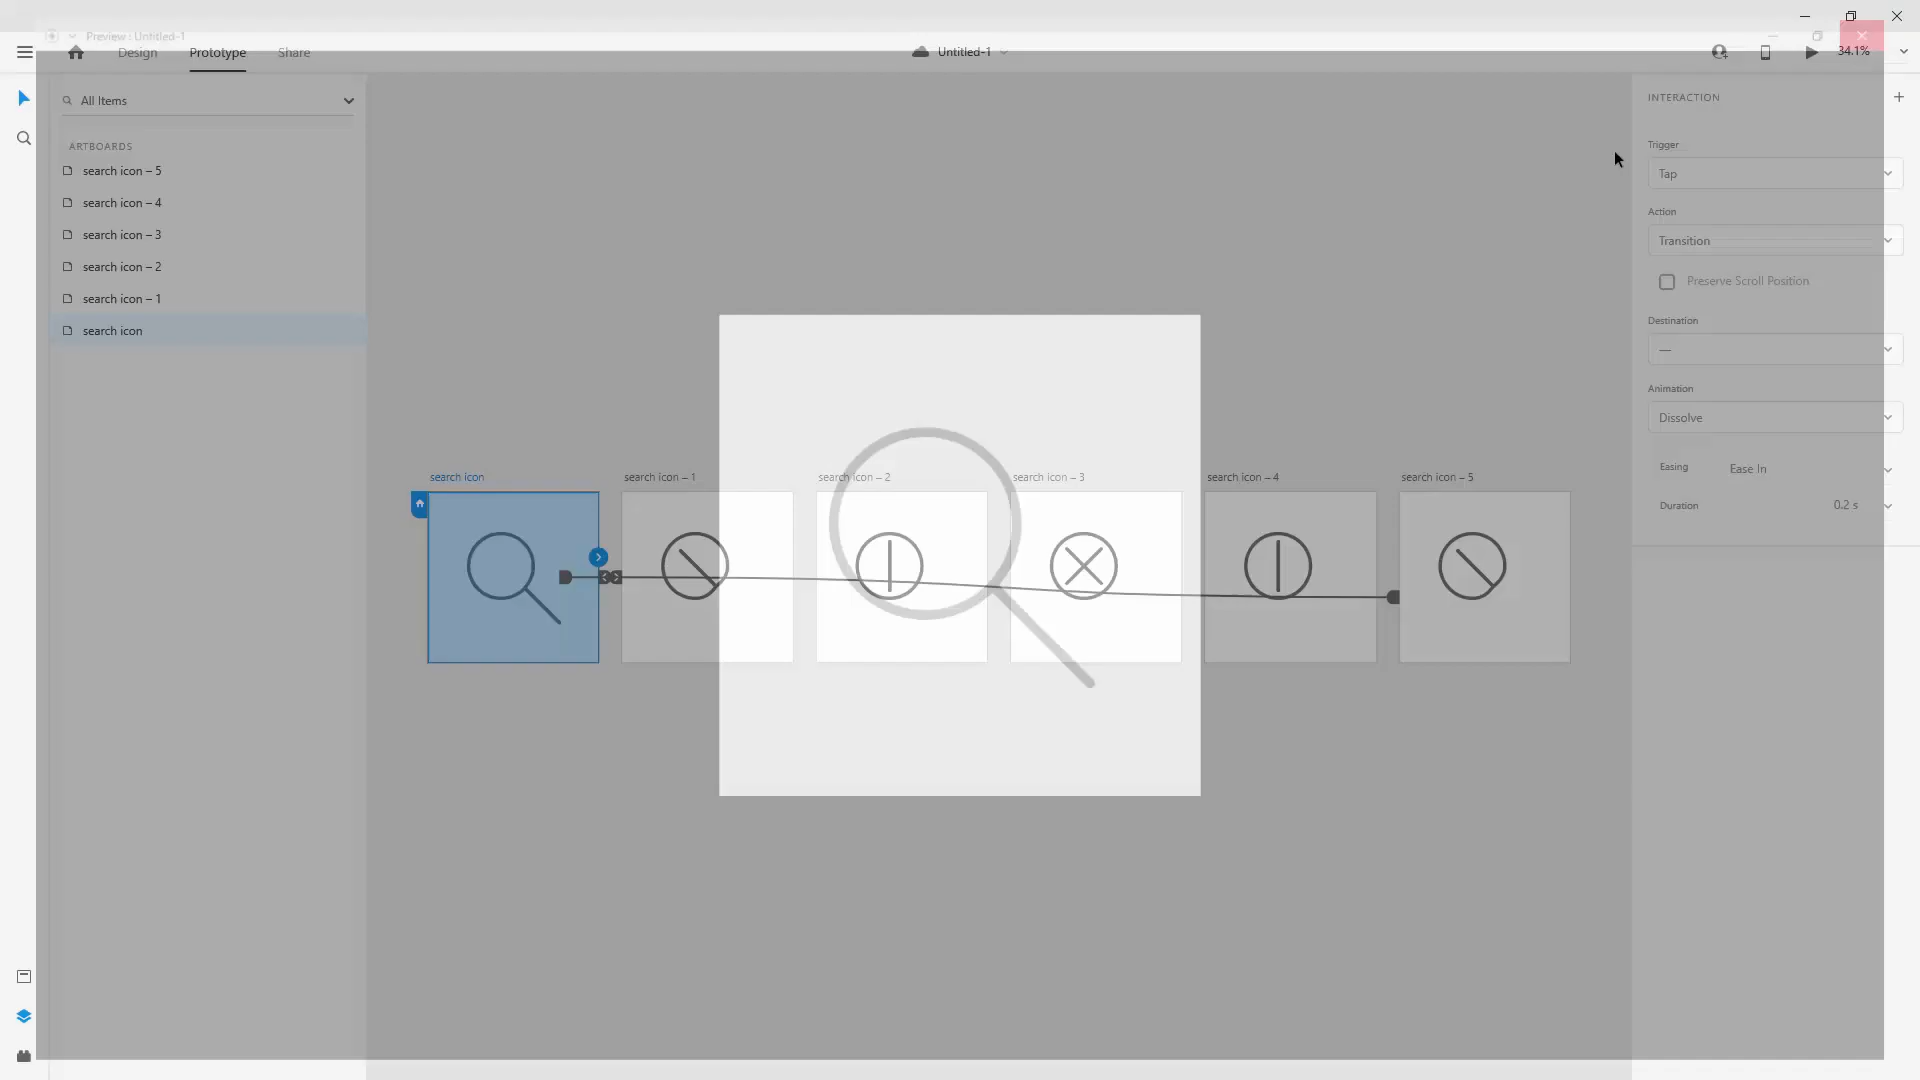 Preview : Untitled-1
Design
Prototype
Share
Untitled-1
34.1%
All Items
ARTBOARDS
search icon – 5
search icon – 4
search icon – 3
search icon – 2
search icon – 1
search icon
INTERACTION
Trigger
Tap
Action
Transition
Preserve Scroll Position
Destination
—
Animation
Dissolve
Easing
Ease In
Duration
0.2 s
search icon
search icon – 1
search icon – 2
search icon – 3
search icon – 4
search icon – 5